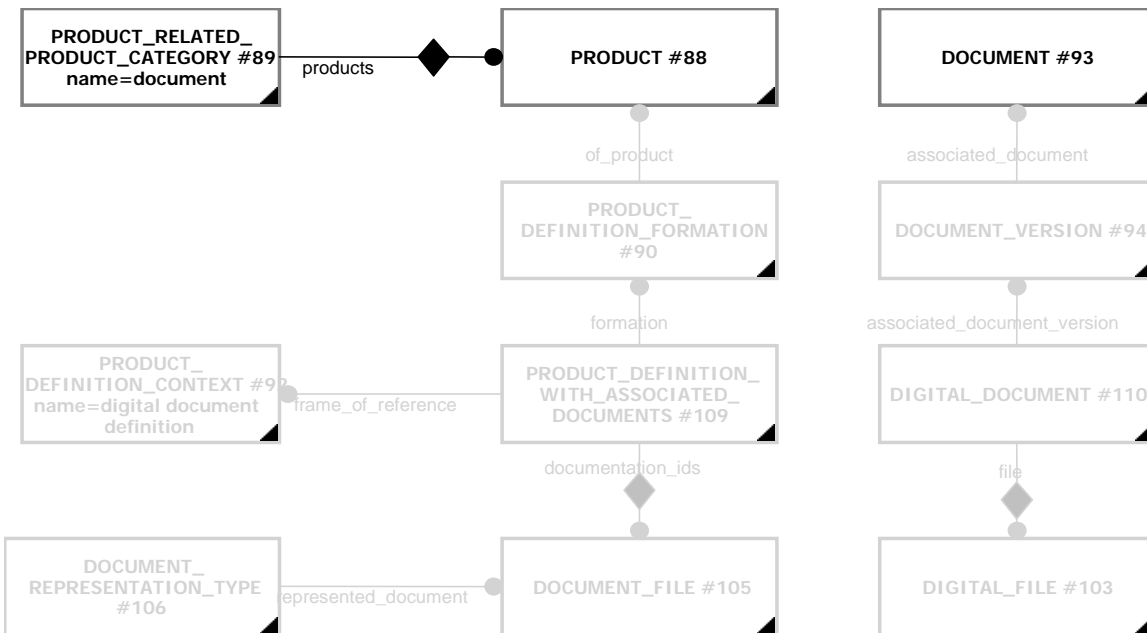 PRODUCT_RELATED_
PRODUCT_CATEGORY #89
name=document
products
PRODUCT #88
DOCUMENT #93
of_product
associated_document
PRODUCT_
DEFINITION_FORMATION
#90
DOCUMENT_VERSION #94
formation
associated_document_version
PRODUCT_
DEFINITION_CONTEXT #92
name=digital document
definition
frame_of_reference
PRODUCT_DEFINITION_
WITH_ASSOCIATED_
DOCUMENTS #109
DIGITAL_DOCUMENT #110
documentation_ids
file
DOCUMENT_
REPRESENTATION_TYPE
#106
represented_document
DOCUMENT_FILE #105
DIGITAL_FILE #103